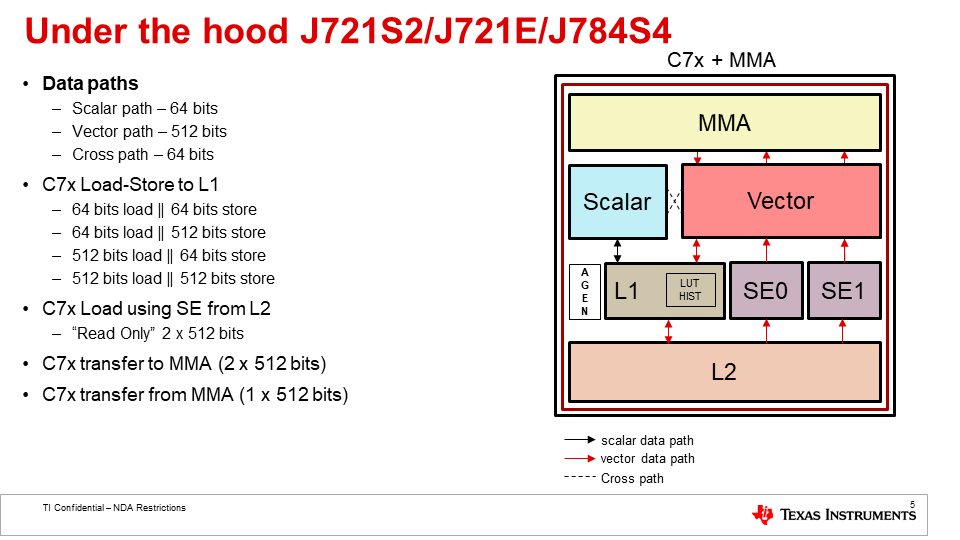 Under the hood J721S2/J721E/J784S4
• Data paths
– Scalar path – 64 bits
– Vector path – 512 bits
– Cross path – 64 bits
• C7x Load-Store to L1
– 64 bits load || 64 bits store
– 64 bits load || 512 bits store
– 512 bits load || 64 bits store
– 512 bits load || 512 bits store
• C7x Load using SE from L2
– “Read Only” 2 x 512 bits
• C7x transfer to MMA (2 x 512 bits)
• C7x transfer from MMA (1 x 512 bits)
C7x + MMA
MMA
Scalar
Vector
A
G
E
N
L1
LUT
HIST
SE0
SE1
L2
scalar data path
vector data path
Cross path
TI Confidential – NDA Restrictions
5
TEXAS INSTRUMENTS